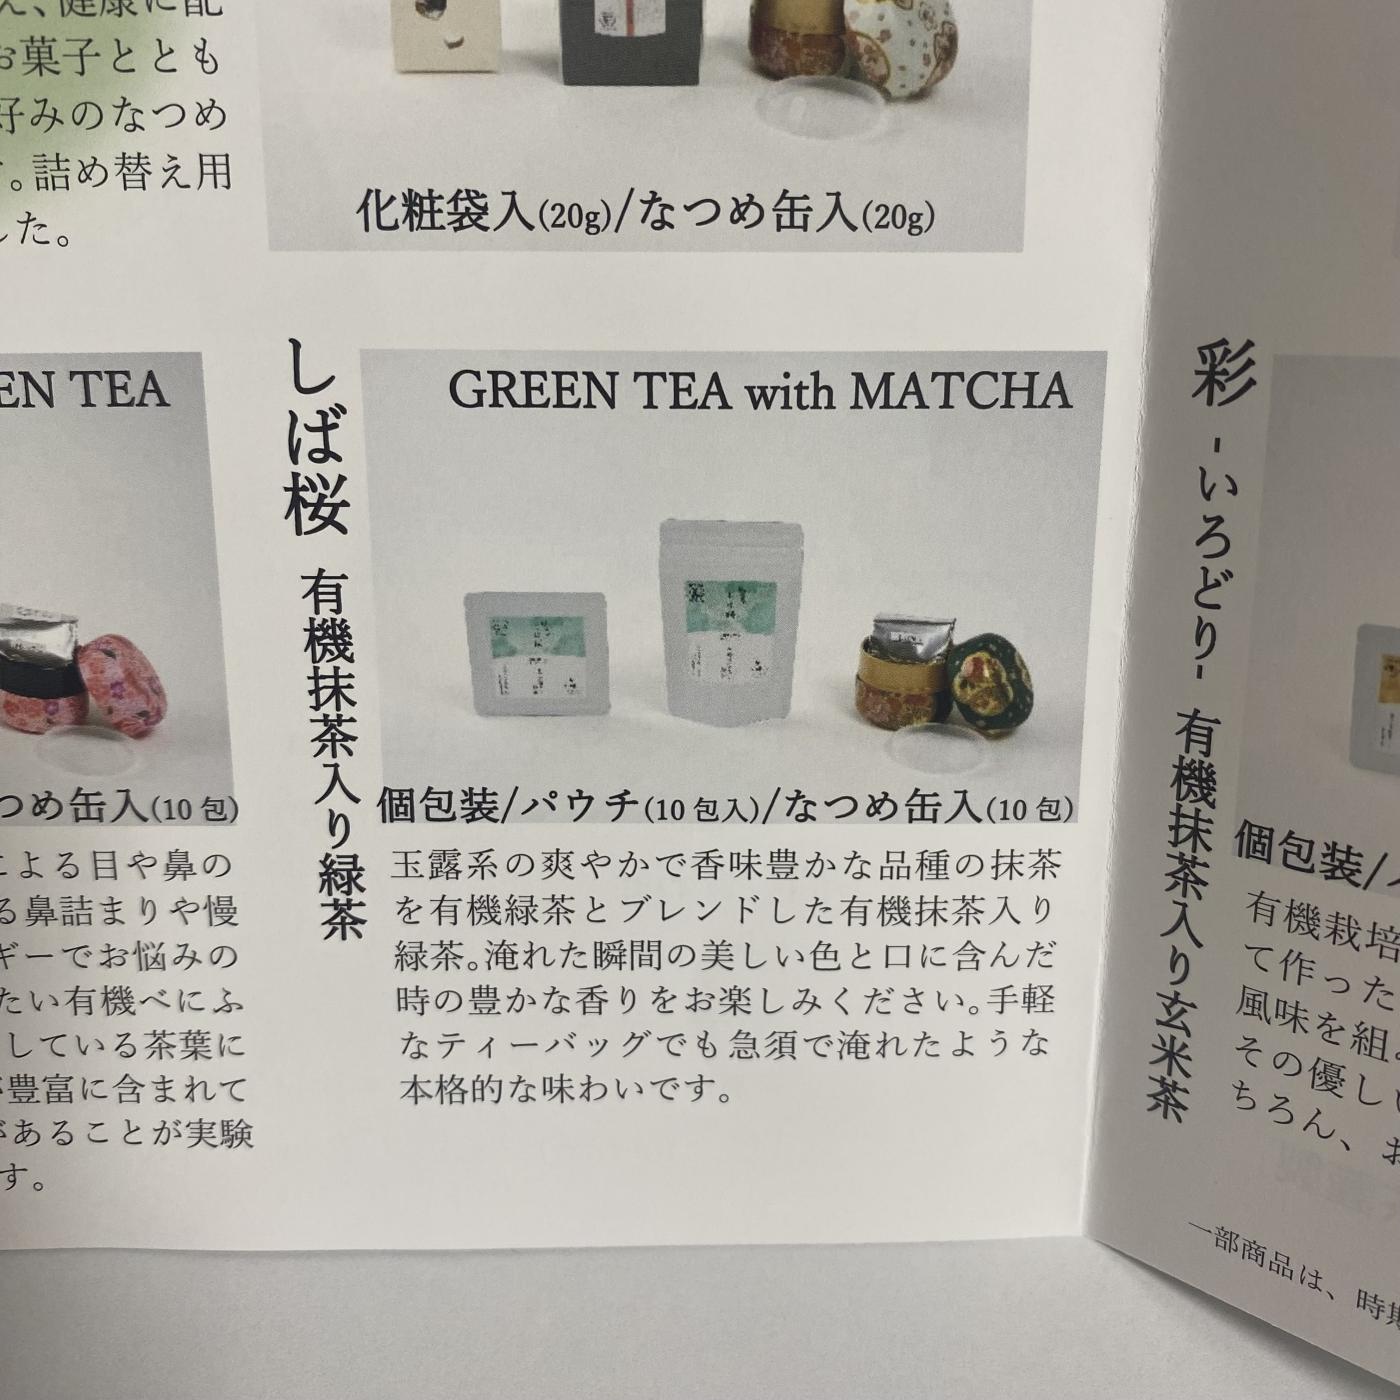 え、健康に配
お菓子ととも
好みのなつめ
。詰め替え用
した。
化粧袋入(20g)/なつめ缶入(20g)
EN TEA
つめ缶入(10包)
による目や鼻の
る鼻詰まりや慢
ギーでお悩みの
たい有機べにふ
している茶葉に
が豊富に含まれて
があることが実験
す。
しば桜 有機抹茶入り緑茶
GREEN TEA with MATCHA
個包装/パウチ(10包入)/なつめ缶入(10包)
玉露系の爽やかで香味豊かな品種の抹茶
を有機緑茶とブレンドした有機抹茶入り
緑茶。淹れた瞬間の美しい色と口に含んだ
時の豊かな香りをお楽しみください。手軽
なティーバッグでも急須で淹れたような
本格的な味わいです。
彩 -いろどり- 有機抹茶入り玄米茶
個包装/
有機栽培
て作った
風味を組
その優し
ちろん、お
一部商品は、時期